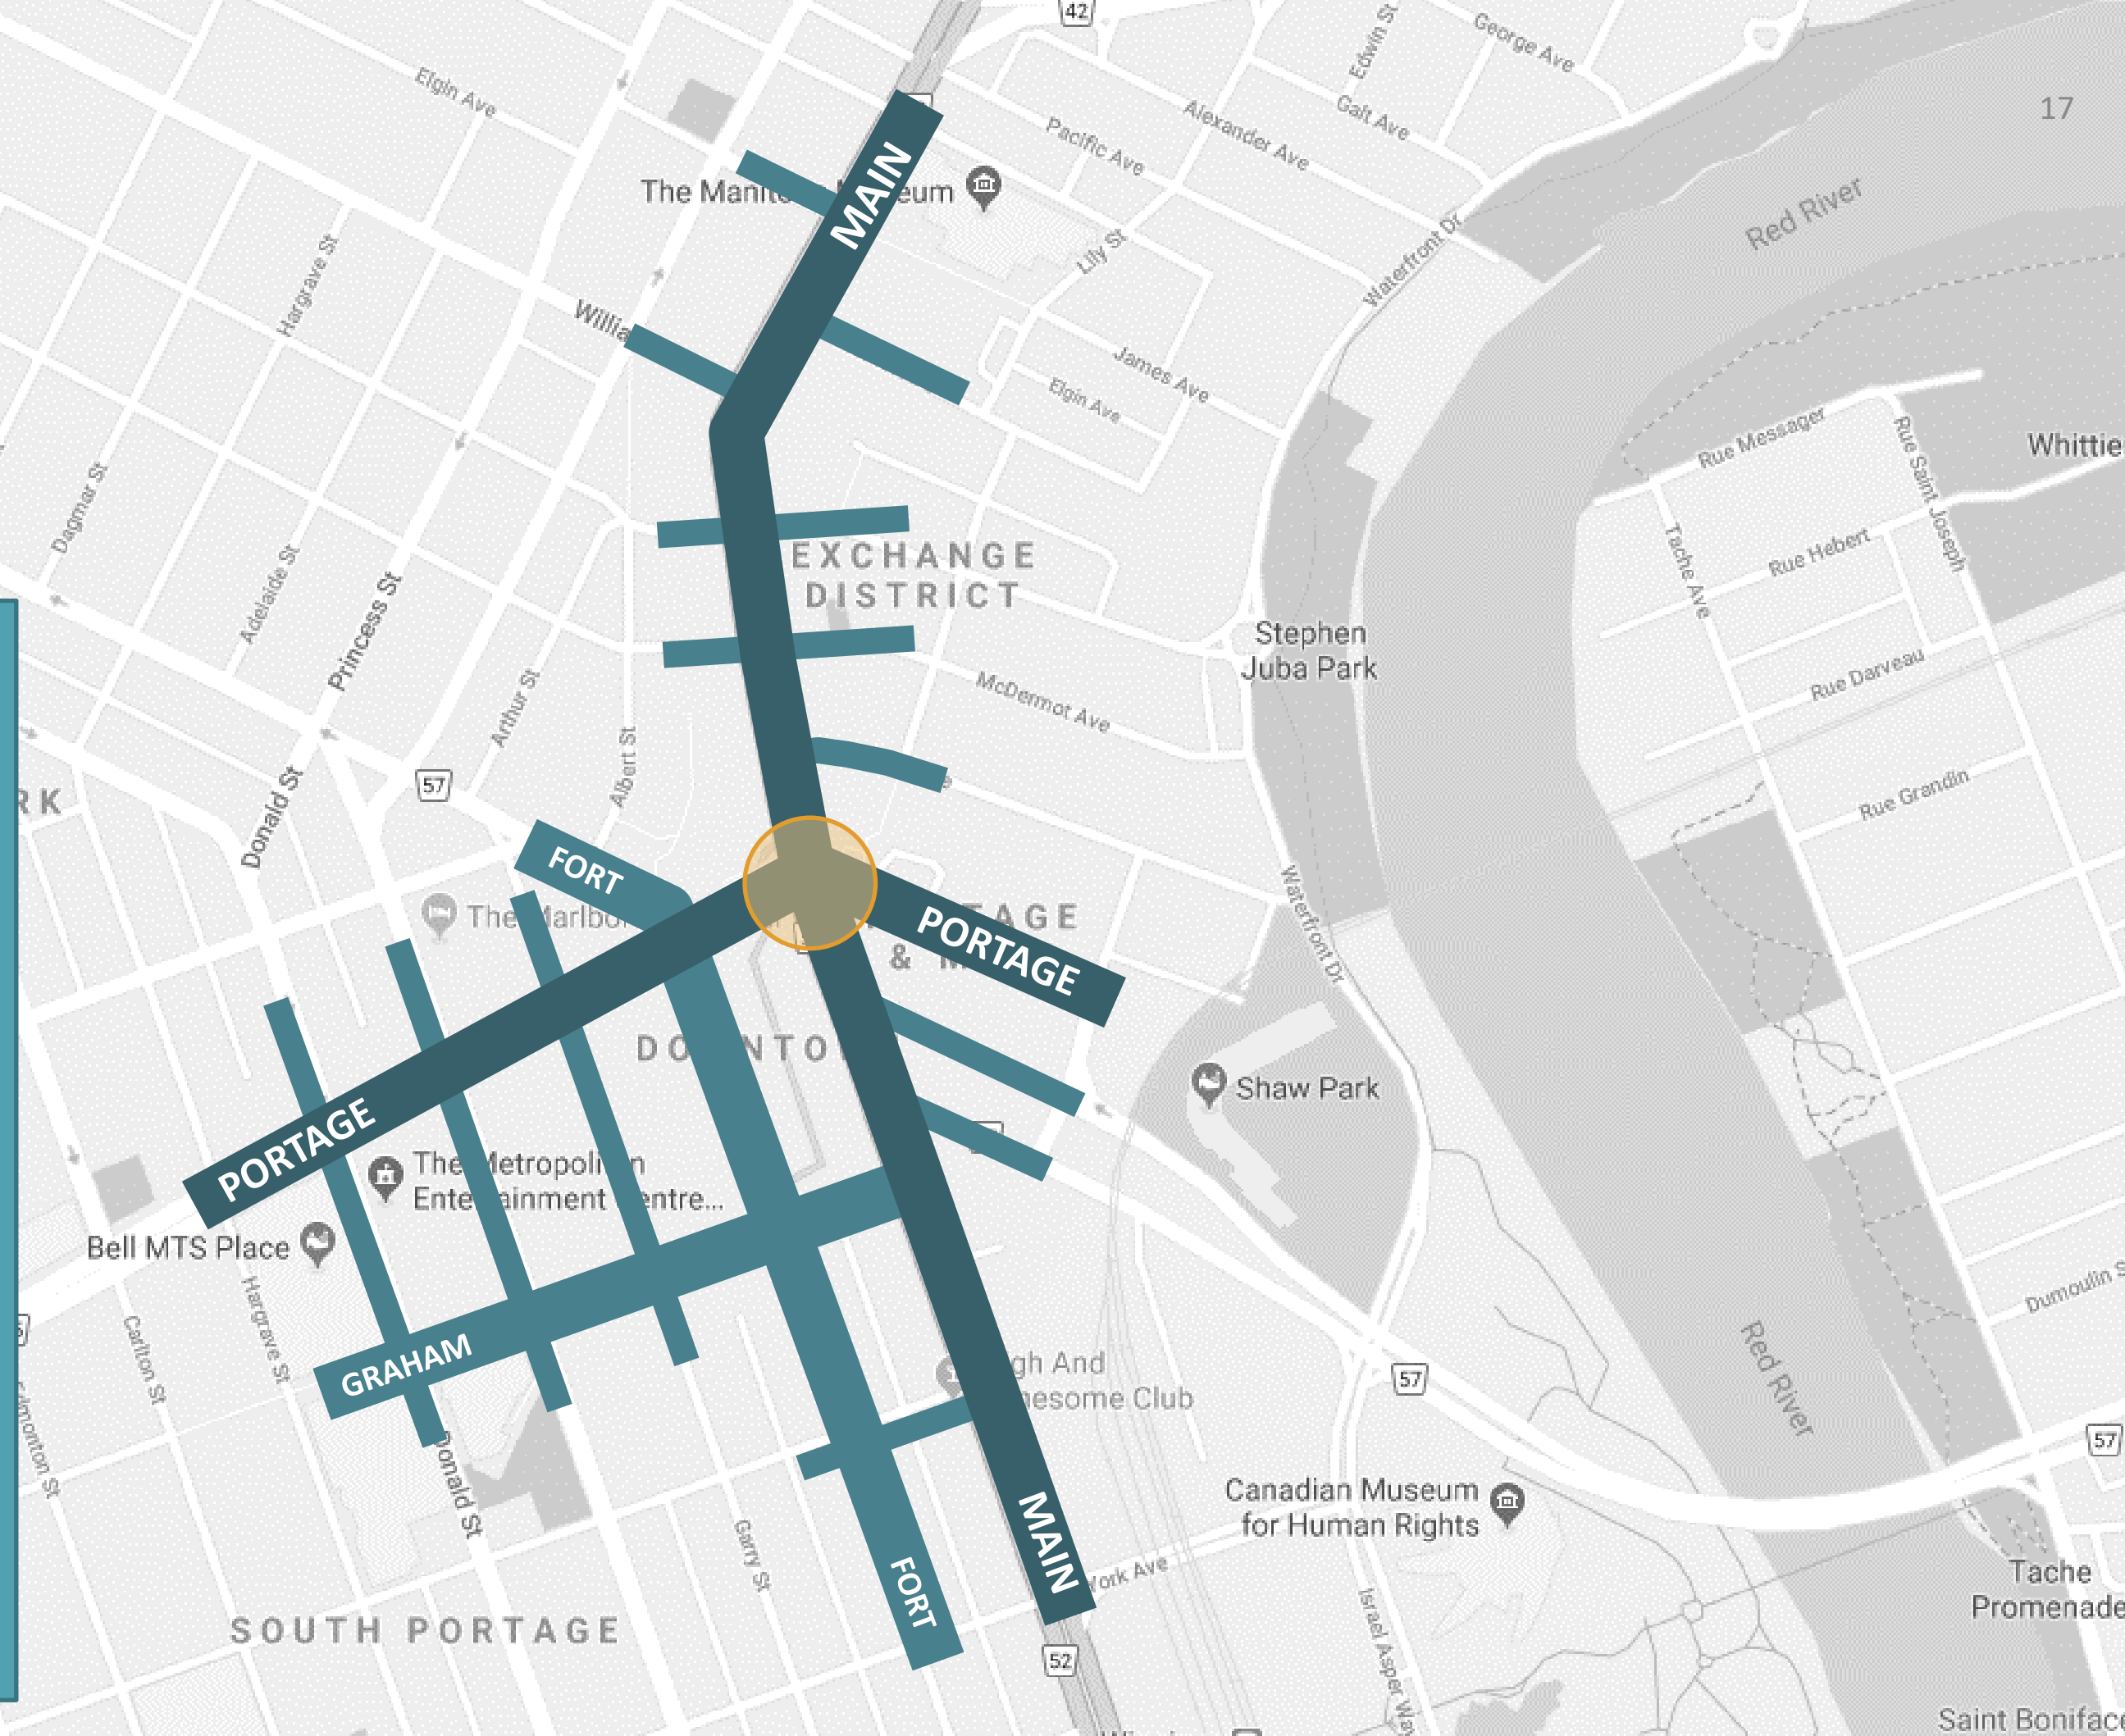 42
George Ave
Edwin St
Elgin Ave
Galt Ave
Alexander Ave
17
Pacific Ave
MAIN
The Manit
eum
Red River
Lily St
Waterfront Dr
Hargrave St
Willia
James Ave
Elgin Ave
Rue Messager
Rue Saint Joseph
Whittie
Dagmar St
Adelaide St
Princess St
EXCHANGE
DISTRICT
Tache Ave
Rue Hebert
Stephen
Juba Park
Rue Darveau
McDermot Ave
Arthur St
Albert St
57
RK
Donald St
Rue Grandin
FORT
The Marlbo
TAGE
&
PORTAGE
Waterfront Dr
DO
NTO
Shaw Park
PORTAGE
The Metropoli n
Ente ainment entre...
Bell MTS Place
Hargrave St
Carlton St
GRAHAM
gh And
esome Club
Dumoulin S
Red River
57
57
Edmonton St
Donald St
Garry St
FORT
MAIN
Canadian Museum
for Human Rights
York Ave
Israel Asper Way
Tache
Promenade
SOUTH PORTAGE
52
Saint Bonifac